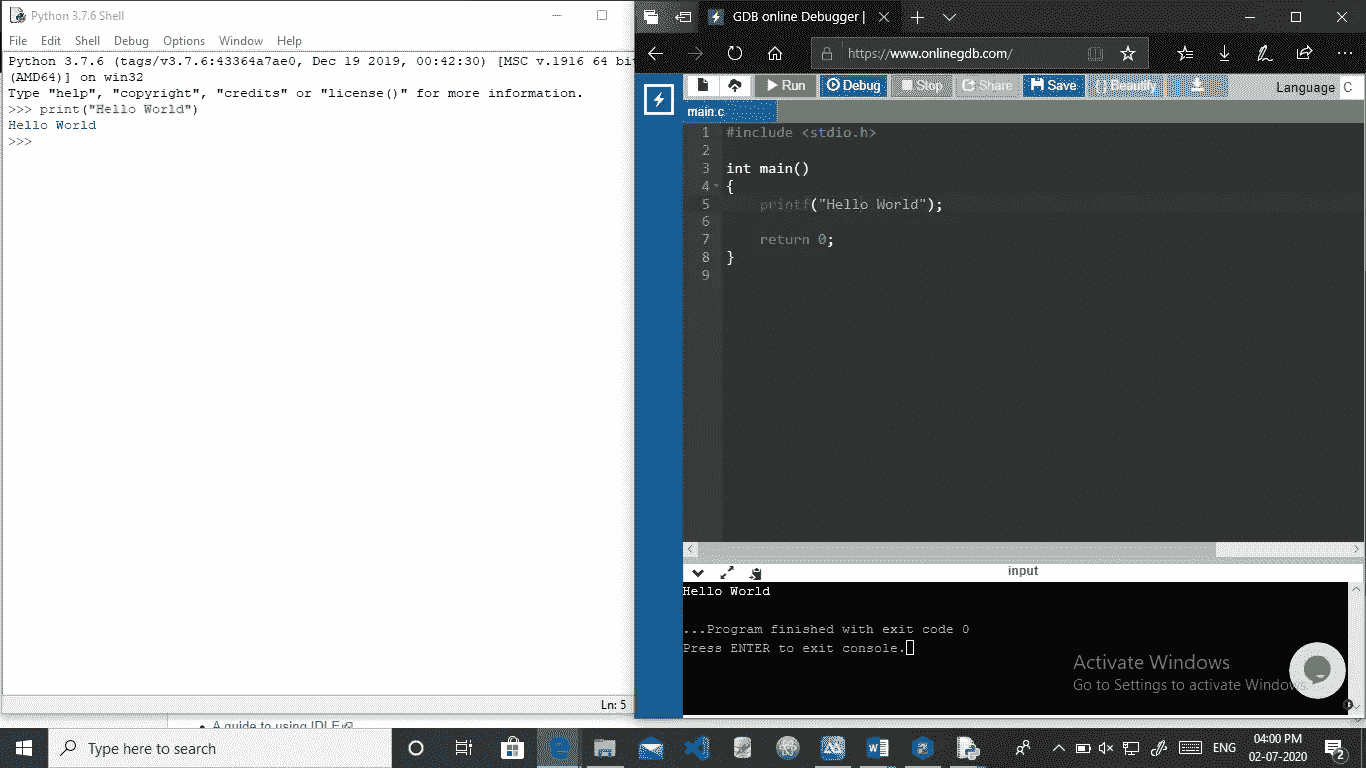 Python 3.7.6 Shell
File Edit Shell Debug Options Window Help
Python 3.7.6 (tags/v3.7.6:43364a7ae0, Dec 19 2019, 00:42:30) [MSC v.1916 64 bi
(AMD64)] on win32
Type "help", "copyright", "credits" or "license()" for more information.
>>> print("Hello World")
Hello World
>>>
Ln: 5
A guide to using IDLE
GDB online Debugger |
https://www.onlinegdb.com/
Run Debug Stop Share Save { } Beautify
Language C
main.c
1 #include <stdio.h>
2
3 int main()
4 {
5 printf("Hello World");
6
7 return 0;
8 }
9
input
Hello World
...Program finished with exit code 0
Press ENTER to exit console.
Activate Windows
Go to Settings to activate Windows.
Type here to search
ENG
04:00 PM
02-07-2020
2